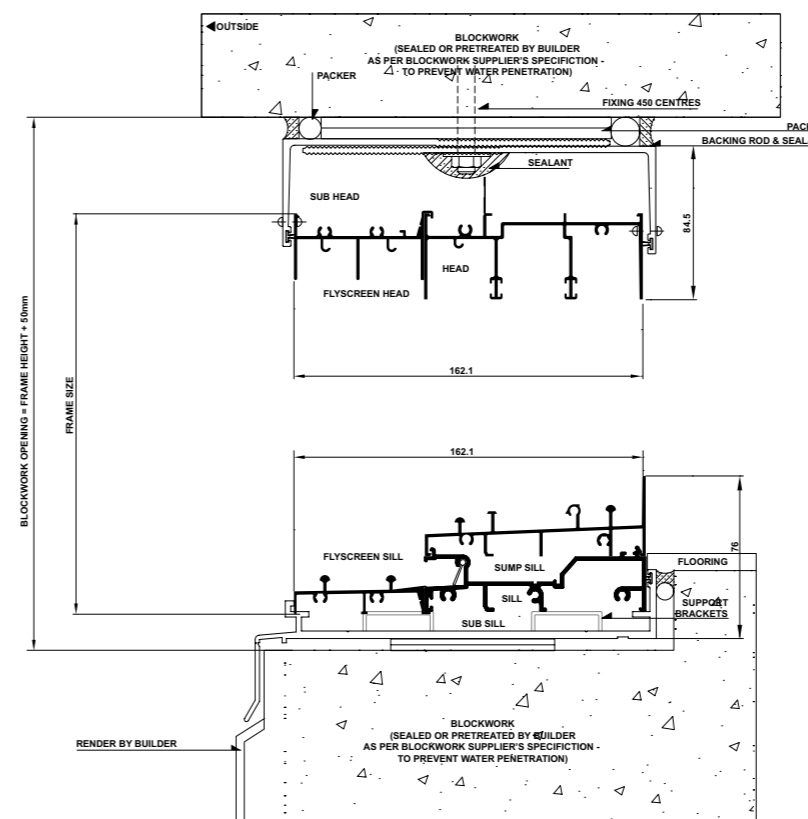 OUTSIDE
BLOCKWORK
(SEALED OR PRETREATED BY BUILDER
AS PER BLOCKWORK SUPPLIER'S SPECIFICTION -
TO PREVENT WATER PENETRATION)
PACKER
FIXING 450 CENTRES
PACK
BACKING ROD & SEAL
SEALANT
SUB HEAD
84.5
HEAD
FLYSCREEN HEAD
162.1
FRAME SIZE
BLOCKWORK OPENING = FRAME HEIGHT + 50mm
162.1
76
FLYSCREEN SILL
SUMP SILL
FLOORING
SILL
SUPPORT
BRACKETS
SUB SILL
BLOCKWORK
(SEALED OR PRETREATED BY BUILDER
AS PER BLOCKWORK SUPPLIER'S SPECIFICTION -
TO PREVENT WATER PENETRATION)
RENDER BY BUILDER